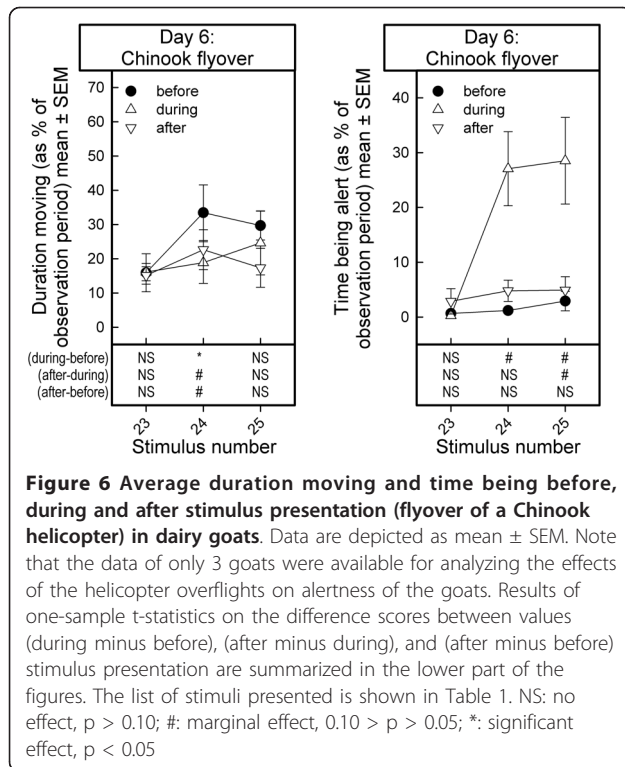 Day 6:
Chinook flyover
Duration moving (as % of
observation period) mean ± SEM
70
60
50
40
30
20
10
0
before
during
after
(during-before) NS * NS
(after-during) NS # NS
(after-before) NS # NS
23 24 25
Stimulus number
Day 6:
Chinook flyover
Time being alert (as % of
observation period) mean ± SEM
40
30
20
10
0
before
during
after
NS # #
NS NS #
NS NS NS
23 24 25
Stimulus number
Figure 6 Average duration moving and time being before,
during and after stimulus presentation (flyover of a Chinook
helicopter) in dairy goats. Data are depicted as mean ± SEM. Note
that the data of only 3 goats were available for analyzing the effects
of the helicopter overflights on alertness of the goats. Results of
one-sample t-statistics on the difference scores between values
(during minus before), (after minus during), and (after minus before)
stimulus presentation are summarized in the lower part of the
figures. The list of stimuli presented is shown in Table 1. NS: no
effect, p > 0.10; #: marginal effect, 0.10 > p > 0.05; *: significant
effect, p < 0.05